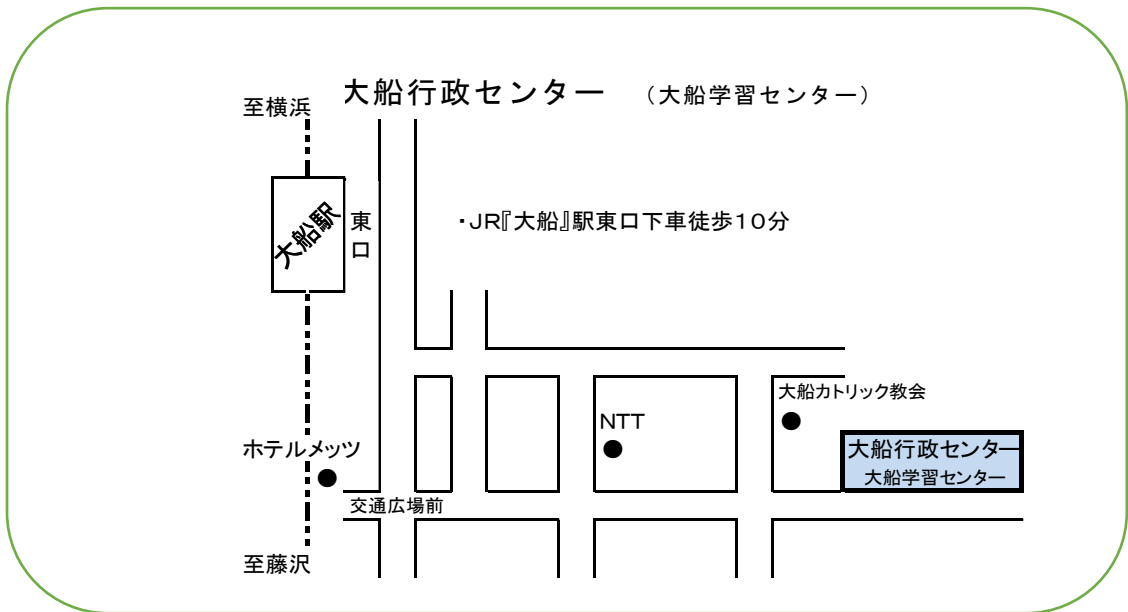 大船行政センター （大船学習センター）
至横浜
大船駅
東口
・JR『大船』駅東口下車徒歩10分
大船カトリック教会
NTT
ホテルメッツ
大船行政センター
大船学習センター
交通広場前
至藤沢